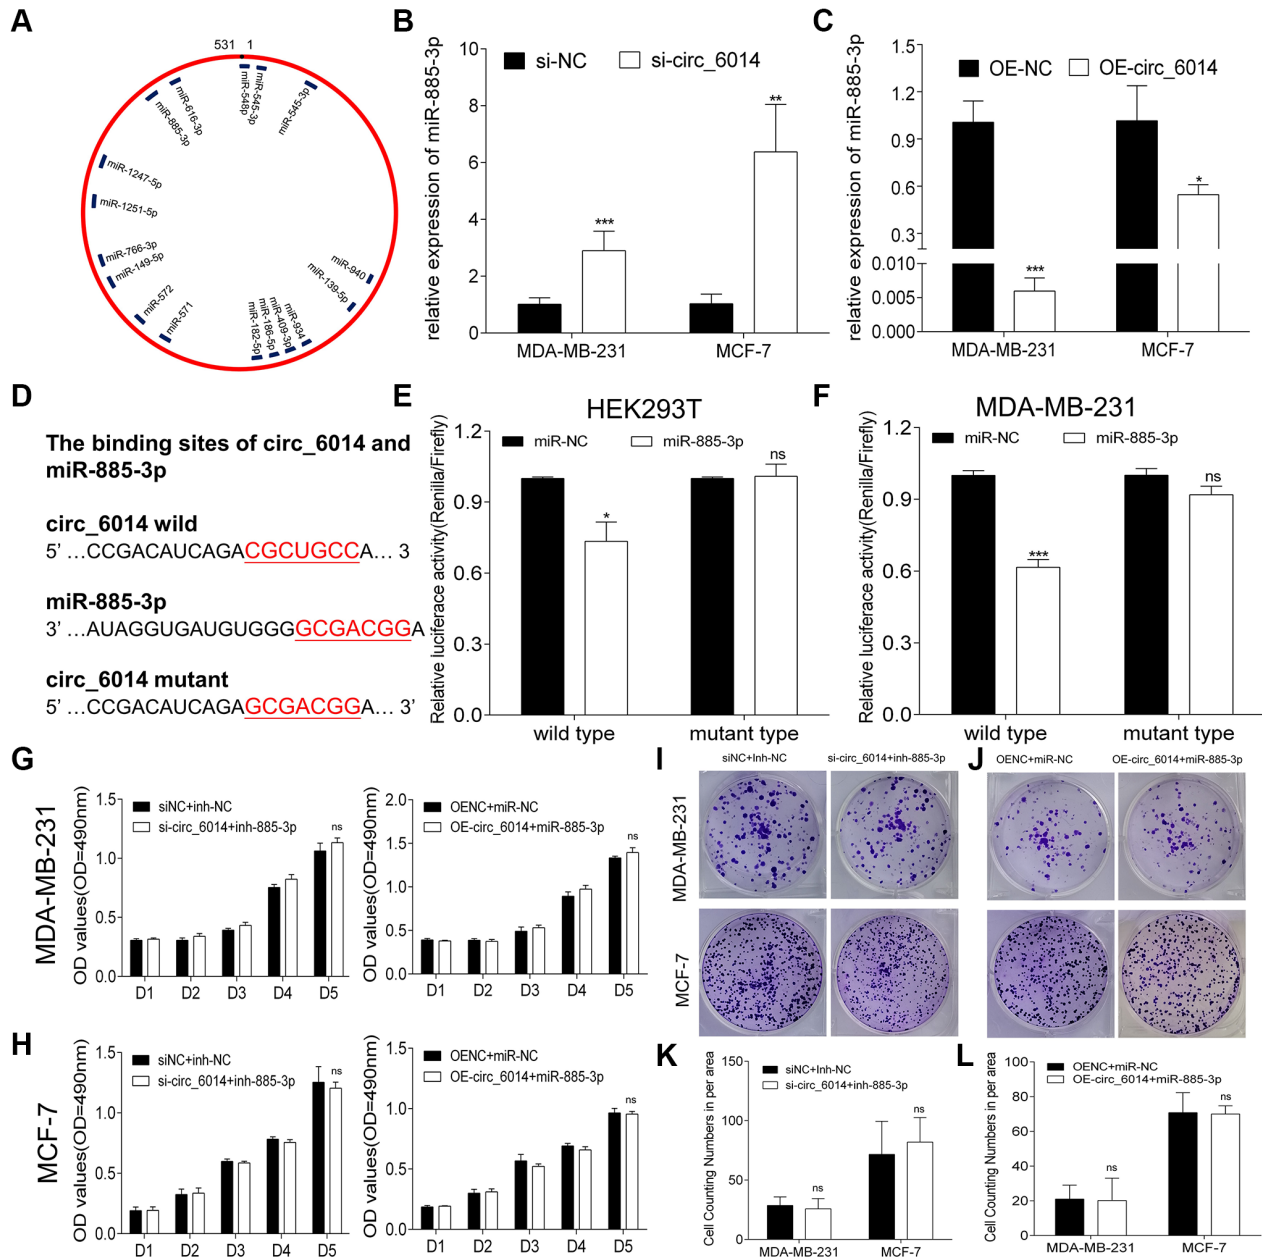 A
531 1
miR-548p
miR-545-3p
miR-545-3p
miR-616-3p
miR-885-3p
miR-1247-5p
miR-1251-5p
miR-766-3p
miR-149-5p
miR-572
miR-571
miR-182-5p
miR-186-5p
miR-409-3p
miR-934
miR-139-5p
miR-940
B
relative expression of miR-885-3p
10
8
6
4
2
0
si-NC si-circ_6014
***
**
MDA-MB-231 MCF-7
C
relative expression of miR-885-3p
1.5
1.2
0.9
0.6
0.3
0.010
0.005
0.000
OE-NC OE-circ_6014
***
*
MDA-MB-231 MCF-7
D
The binding sites of circ_6014 and
miR-885-3p
circ_6014 wild
5’ …CCGACAUCAGACGCUGCCA… 3
miR-885-3p
3’ …AUAGGUGAUGUGGGGCGACGGA
circ_6014 mutant
5’ …CCGACAUCAGAGCGACGGA… 3’
E
HEK293T
Relative luciferace activity(Renilla/Firefly)
1.2
0.9
0.6
0.3
0.0
miR-NC miR-885-3p
*
ns
wild type mutant type
F
MDA-MB-231
Relative luciferace activity(Renilla/Firefly)
1.2
0.9
0.6
0.3
0.0
miR-NC miR-885-3p
***
ns
wild type mutant type
G
MDA-MB-231
OD values(OD=490nm)
1.5
1.0
0.5
0.0
siNC+inh-NC
si-circ_6014+inh-885-3p
ns
D1 D2 D3 D4 D5
OD values(OD=490nm)
2.0
1.5
1.0
0.5
0.0
OENC+miR-NC
OE-circ_6014+miR-885-3p
ns
D1 D2 D3 D4 D5
H
MCF-7
OD values(OD=490nm)
1.5
1.0
0.5
0.0
siNC+inh-NC
si-circ_6014+inh-885-3p
ns
D1 D2 D3 D4 D5
OD values(OD=490nm)
1.5
1.0
0.5
0.0
OENC+miR-NC
OE-circ_6014+miR-885-3p
ns
D1 D2 D3 D4 D5
I
siNC+Inh-NC si-circ_6014+inh-885-3p
MDA-MB-231
MCF-7
J
OENC+miR-NC OE-circ_6014+miR-885-3p
K
Cell Counting Numbers in per area
150
100
50
0
siNC+Inh-NC
si-circ_6014+inh-885-3p
ns
ns
MDA-MB-231 MCF-7
L
Cell Counting Numbers in per area
100
80
60
40
20
0
OENC+miR-NC
OE-circ_6014+miR-885-3p
ns
ns
MDA-MB-231 MCF-7